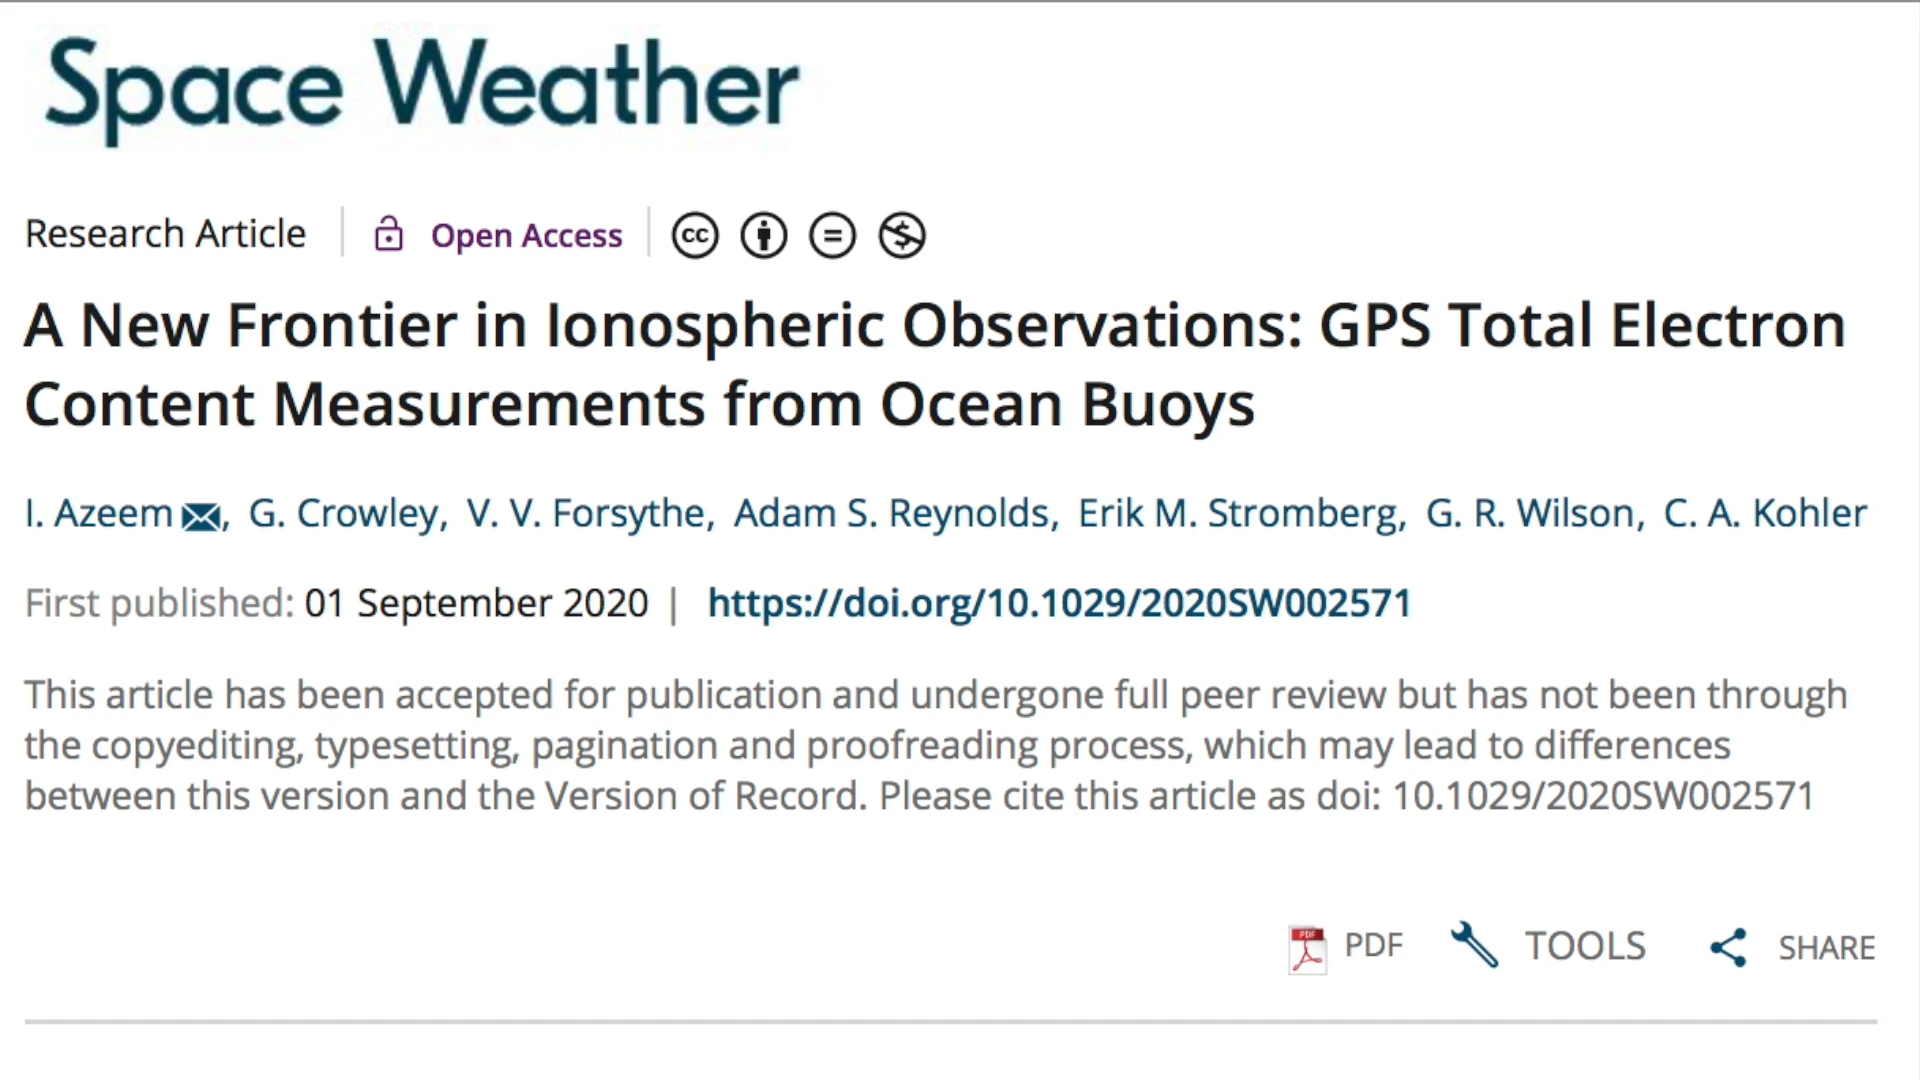 Space Weather
Research Article | Open Access | cc
A New Frontier in Ionospheric Observations: GPS Total Electron
Content Measurements from Ocean Buoys
I. Azeem, G. Crowley, V. V. Forsythe, Adam S. Reynolds, Erik M. Stromberg, G. R. Wilson, C. A. Kohler
First published: 01 September 2020 | https://doi.org/10.1029/2020SW002571
This article has been accepted for publication and undergone full peer review but has not been through
the copyediting, typesetting, pagination and proofreading process, which may lead to differences
between this version and the Version of Record. Please cite this article as doi: 10.1029/2020SW002571
PDF PDF TOOLS SHARE